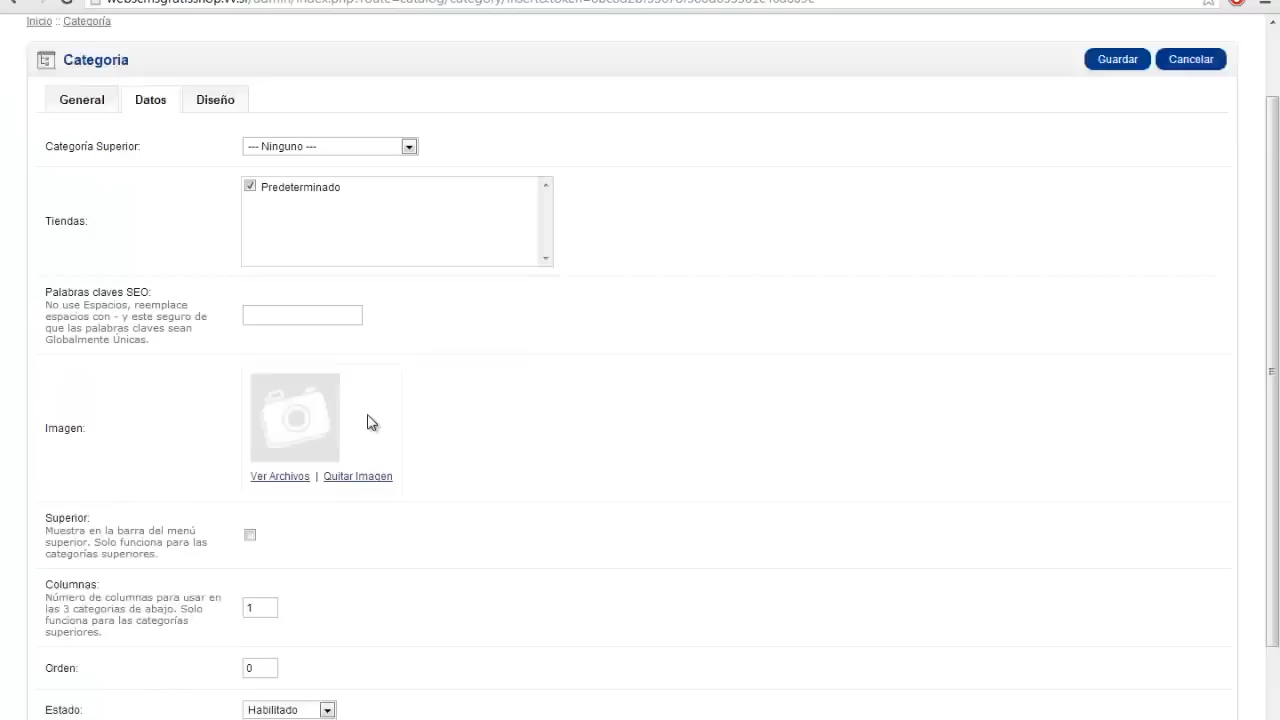 Inicio :: Categoría
Categoria
Guardar
Cancelar
General
Datos
Diseño
Categoría Superior:
--- Ninguno ---
Tiendas:
Predeterminado
Palabras claves SEO:
No use Espacios, reemplace
espacios con - y este seguro de
que las palabras claves sean
Globalmente Únicas.
Imagen:
Ver Archivos | Quitar Imagen
Superior:
Muestra en la barra del menú
superior. Solo funciona para las
categorías superiores.
Columnas:
Número de columnas para usar en
las 3 categorias de abajo. Solo
funciona para las categorías
superiores.
1
Orden:
0
Estado:
Habilitado